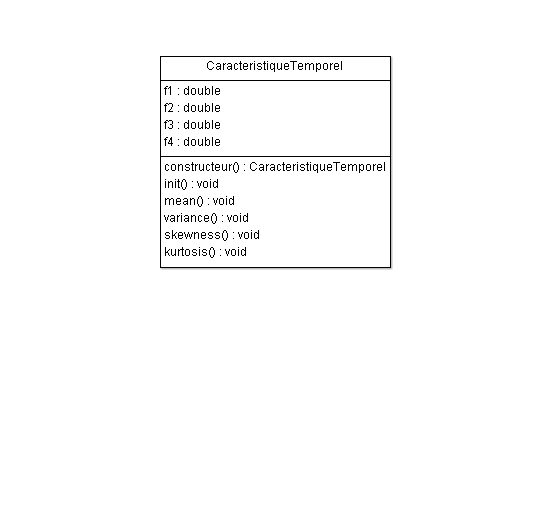 CaracteristiqueTemporel
f1 : double
f2 : double
f3 : double
f4 : double
constructeur() : CaracteristiqueTemporel
init() : void
mean() : void
variance() : void
skewness() : void
kurtosis() : void